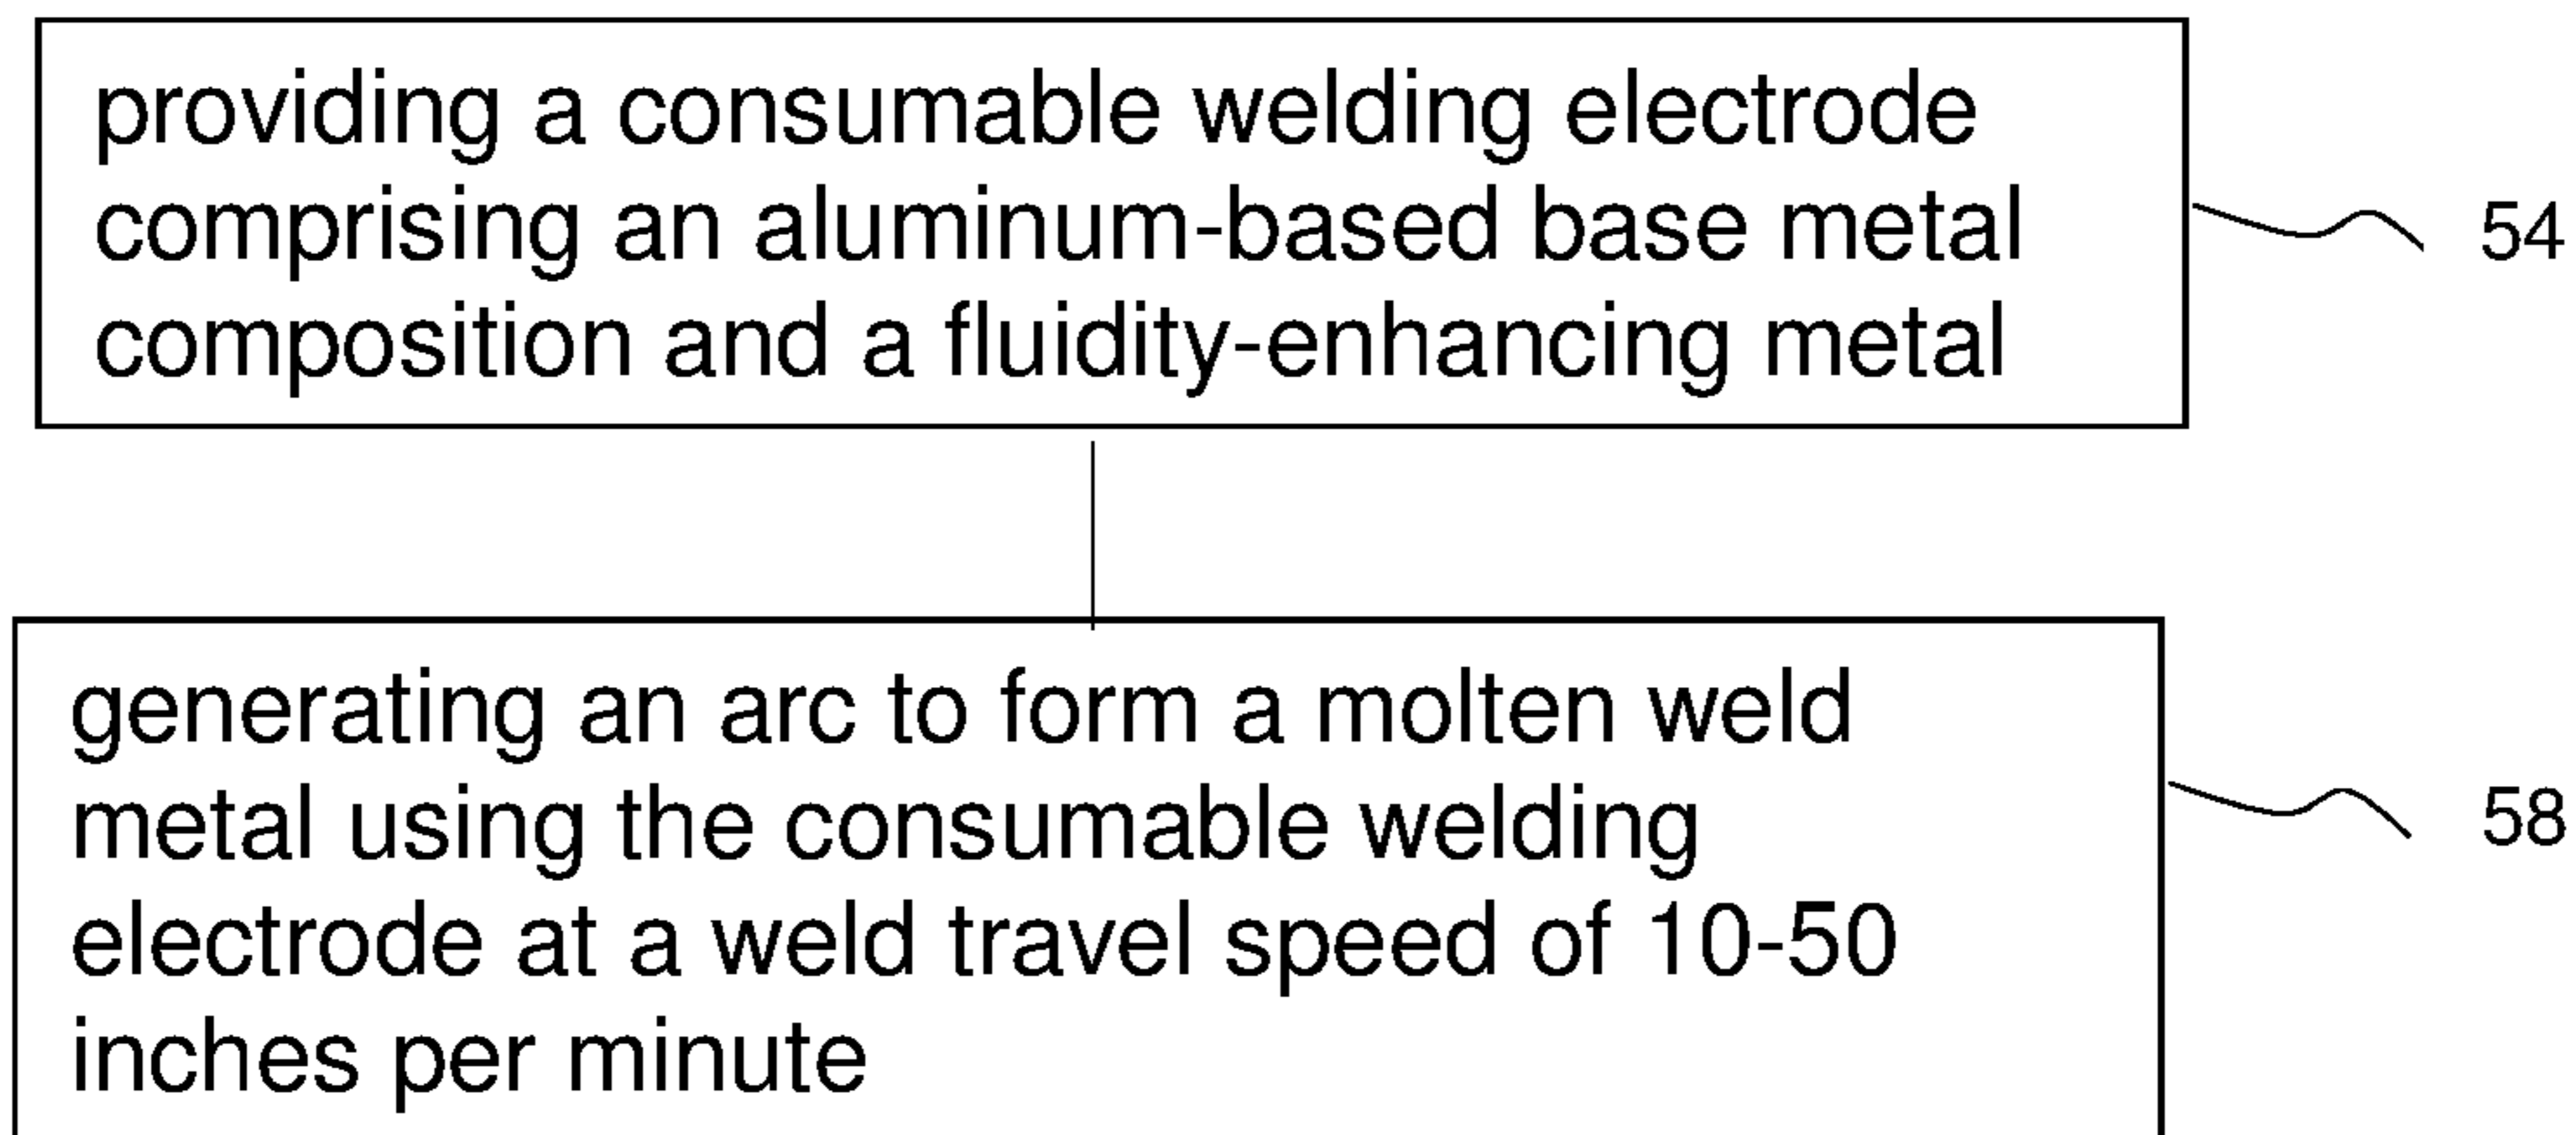 providing a consumable welding electrode
comprising an aluminum-based base metal
composition and a fluidity-enhancing metal
54
generating an arc to form a molten weld
metal using the consumable welding
electrode at a weld travel speed of 10-50
inches per minute
58